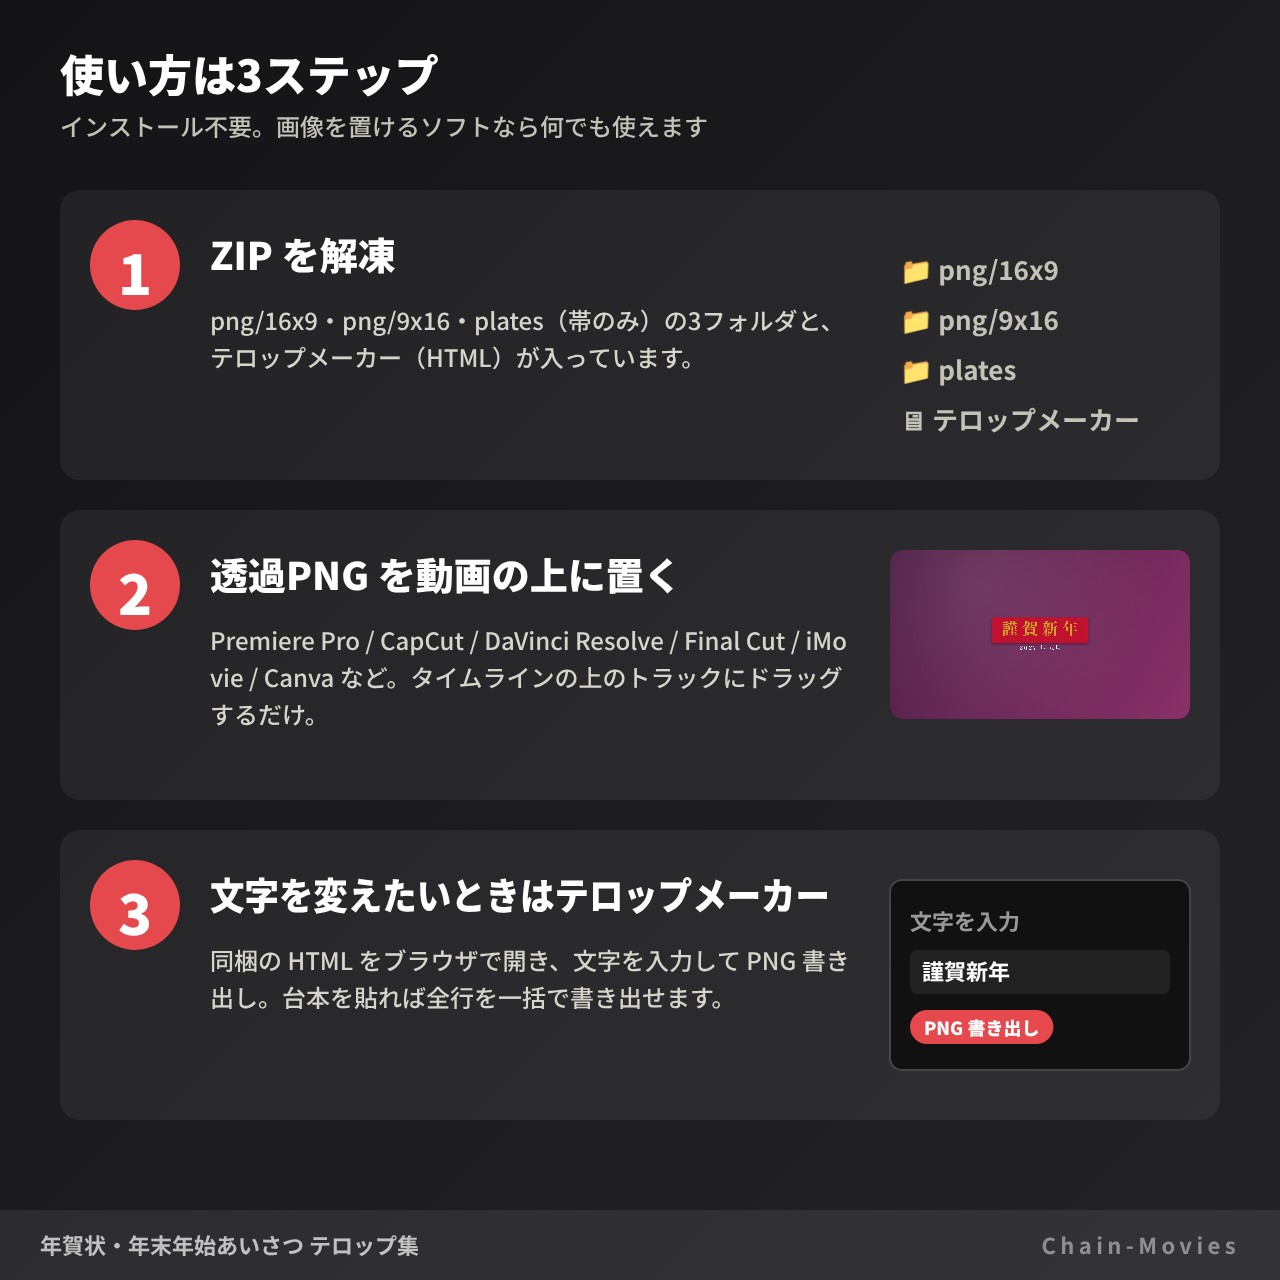 使い方は3ステップ
インストール不要。画像を置けるソフトなら何でも使えます
1
ZIP を解凍
png/16x9・png/9x16・plates（帯のみ）の3フォルダと、
テロップメーカー（HTML）が入っています。
png/16x9
png/9x16
plates
テロップメーカー
2
透過PNG を動画の上に置く
Premiere Pro / CapCut / DaVinci Resolve / Final Cut / iMo
vie / Canva など。タイムラインの上のトラックにドラッグ
するだけ。
謹賀新年
3
文字を変えたいときはテロップメーカー
同梱の HTML をブラウザで開き、文字を入力して PNG 書き
出し。台本を貼れば全行を一括で書き出せます。
文字を入力
謹賀新年
PNG 書き出し
年賀状・年末年始あいさつ テロップ集
Chain-Movies